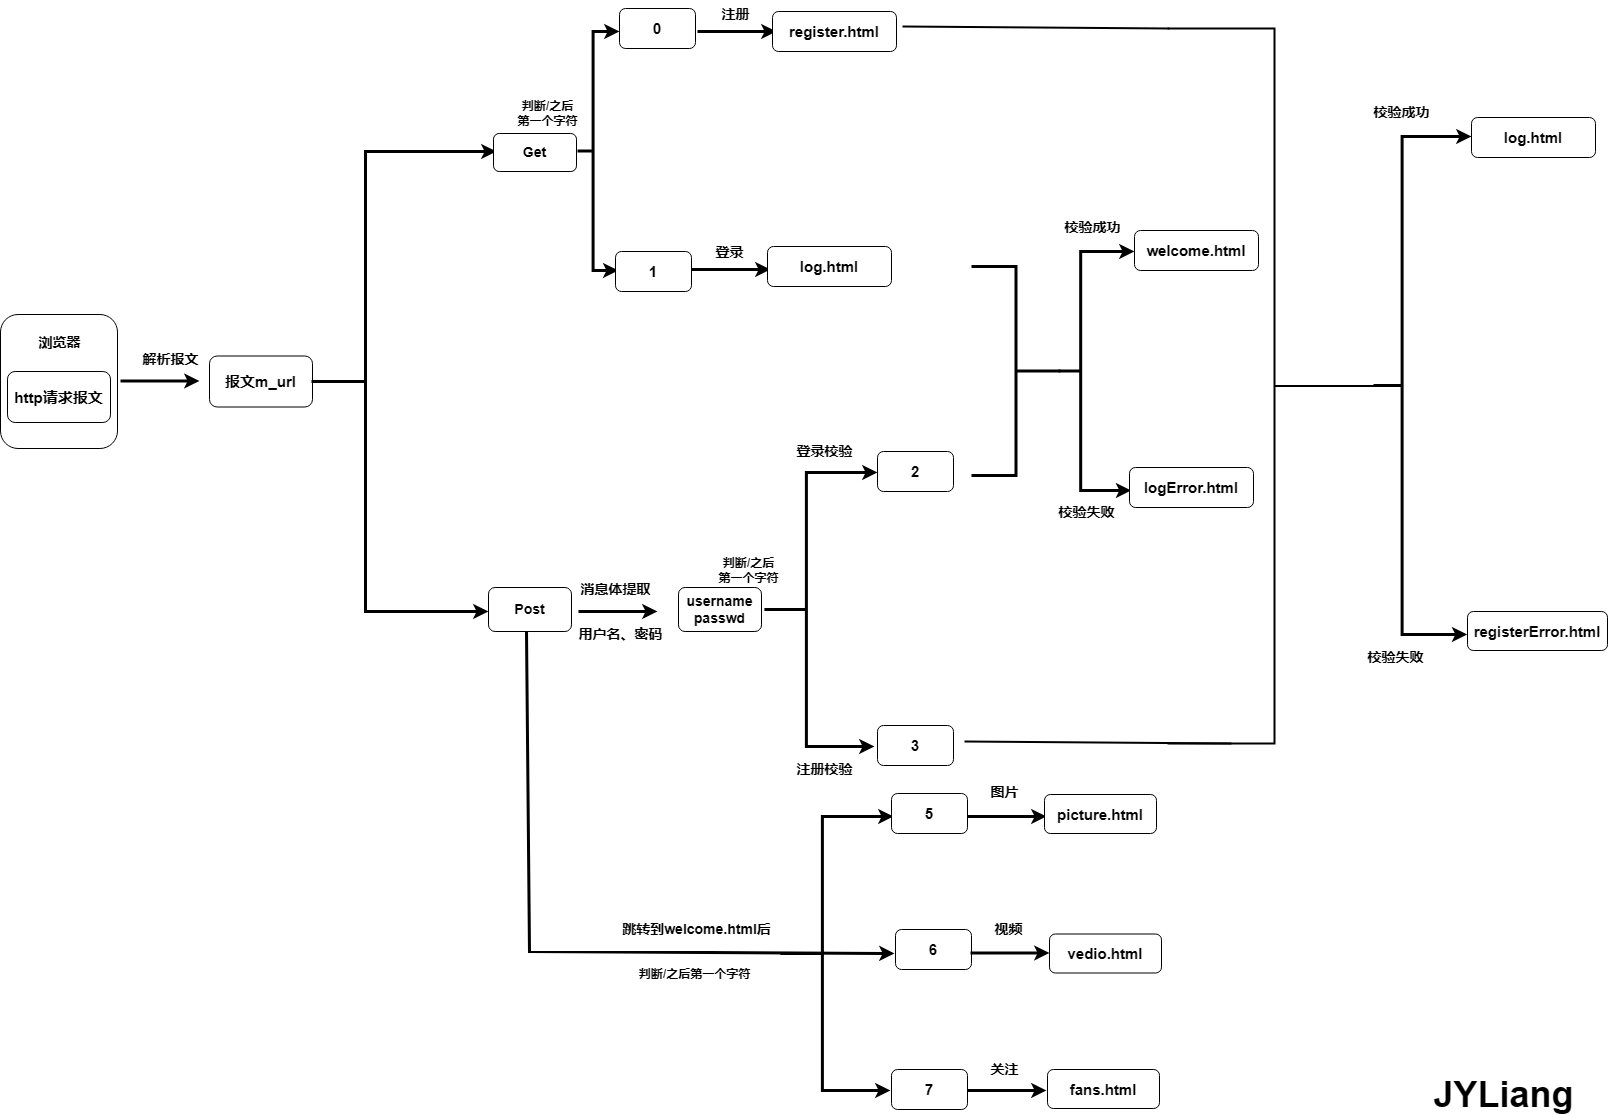 浏览器
http请求报文
解析报文
报文m_url
判断/之后
第一个字符
Get
0
注册
register.html
1
登录
log.html
校验成功
welcome.html
校验失败
logError.html
校验成功
log.html
校验失败
registerError.html
Post
消息体提取
用户名、密码
判断/之后
第一个字符
username
passwd
登录校验
2
注册校验
3
跳转到welcome.html后
判断/之后第一个字符
5
图片
picture.html
6
视频
vedio.html
7
关注
fans.html
JYLiang